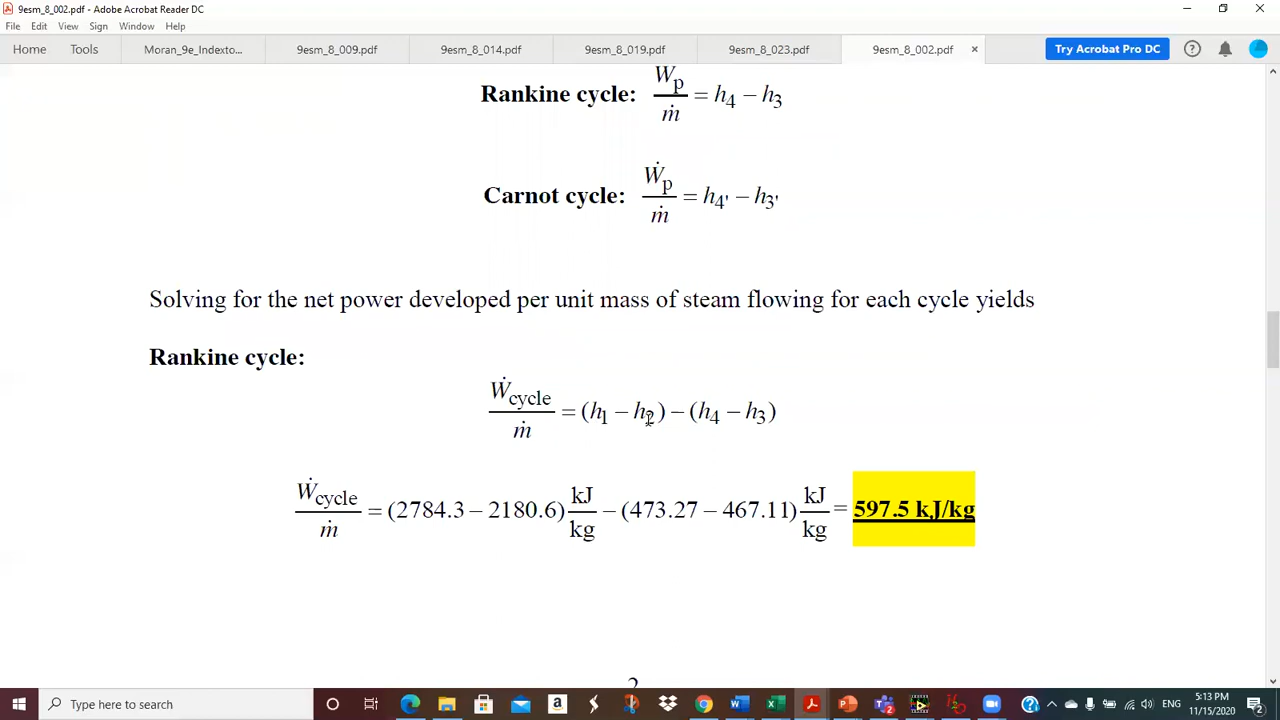 9esm_8_002.pdf - Adobe Acrobat Reader DC
File Edit View Sign Window Help
Home Tools Moran_9e_Indexto... 9esm_8_009.pdf 9esm_8_014.pdf 9esm_8_019.pdf 9esm_8_023.pdf 9esm_8_002.pdf × Try Acrobat Pro DC
Rankine cycle: Ẇp/ṁ = h4 − h3
Carnot cycle: Ẇp/ṁ = h4' − h3'
Solving for the net power developed per unit mass of steam flowing for each cycle yields
Rankine cycle:
Ẇcycle/ṁ = (h1 − h2) − (h4 − h3)
Ẇcycle/ṁ = (2784.3 − 2180.6) kJ/kg − (473.27 − 467.11) kJ/kg = 597.5 kJ/kg
2
Type here to search
ENG
5:13 PM
11/15/2020
2